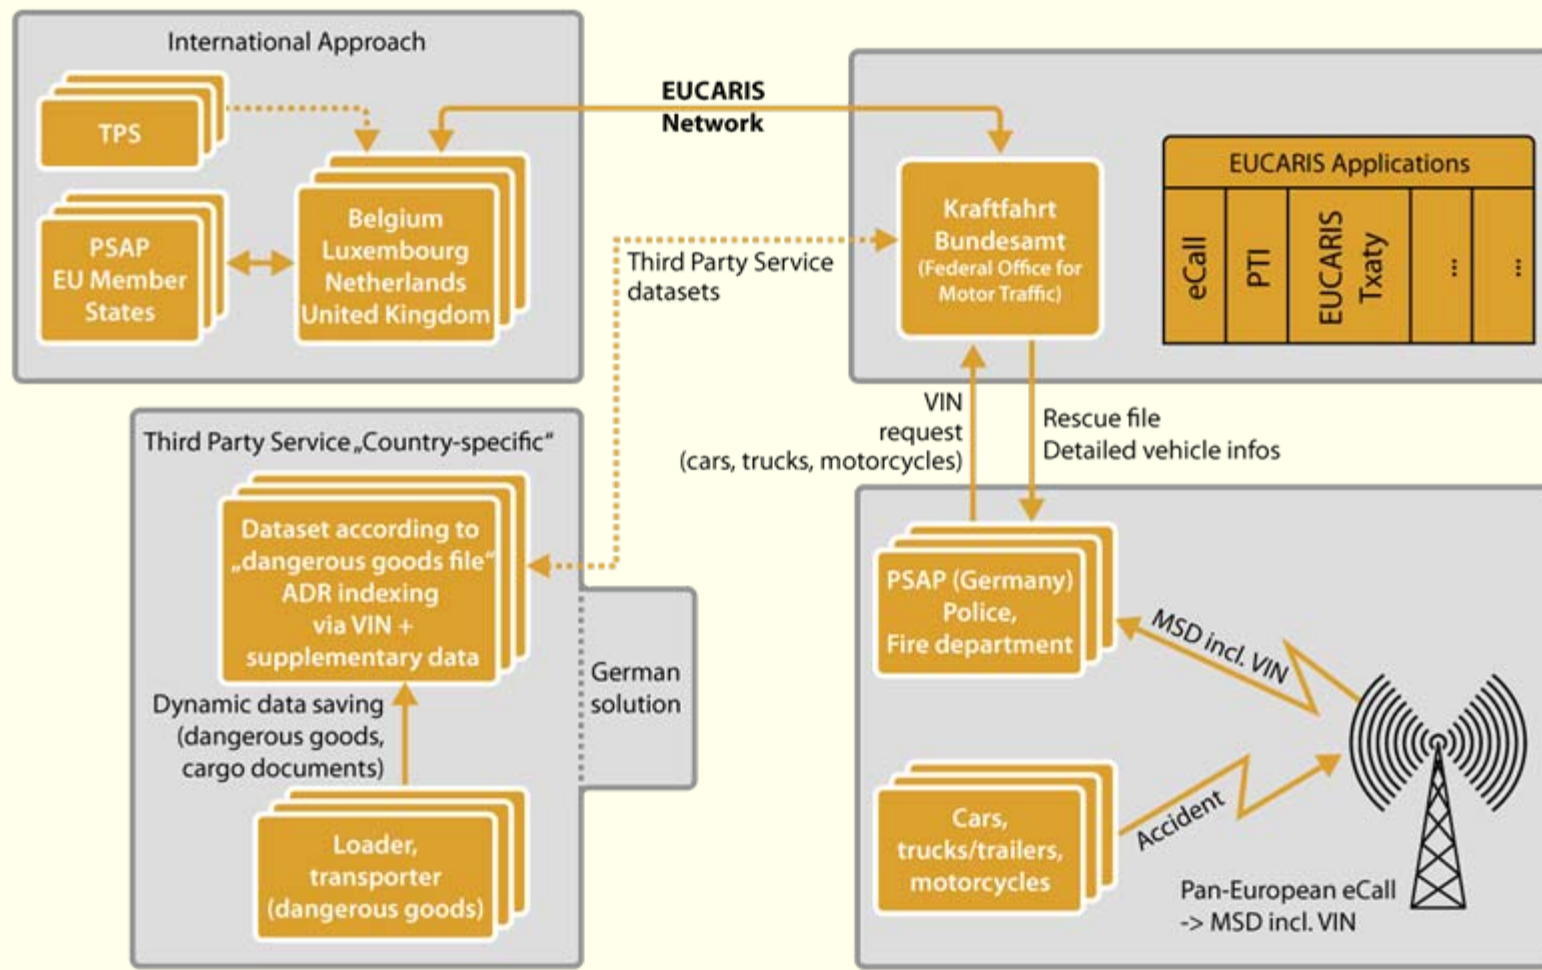 International Approach
TPS
PSAP
EU Member
States
Belgium
Luxembourg
Netherlands
United Kingdom
EUCARIS
Network
Third Party Service
datasets
Kraftfahrt
Bundesamt
(Federal Office for
Motor Traffic)
EUCARIS Applications
eCall
PTI
EUCARIS
Txaty
...
...
VIN
request
(cars, trucks, motorcycles)
Rescue file
Detailed vehicle infos
Third Party Service „Country-specific“
Dataset according to
„dangerous goods file“
ADR indexing
via VIN +
supplementary data
German
solution
Dynamic data saving
(dangerous goods,
cargo documents)
Loader,
transporter
(dangerous goods)
PSAP (Germany)
Police,
Fire department
MSD incl. VIN
Cars,
trucks/trailers,
motorcycles
Accident
Pan-European eCall
-> MSD incl. VIN